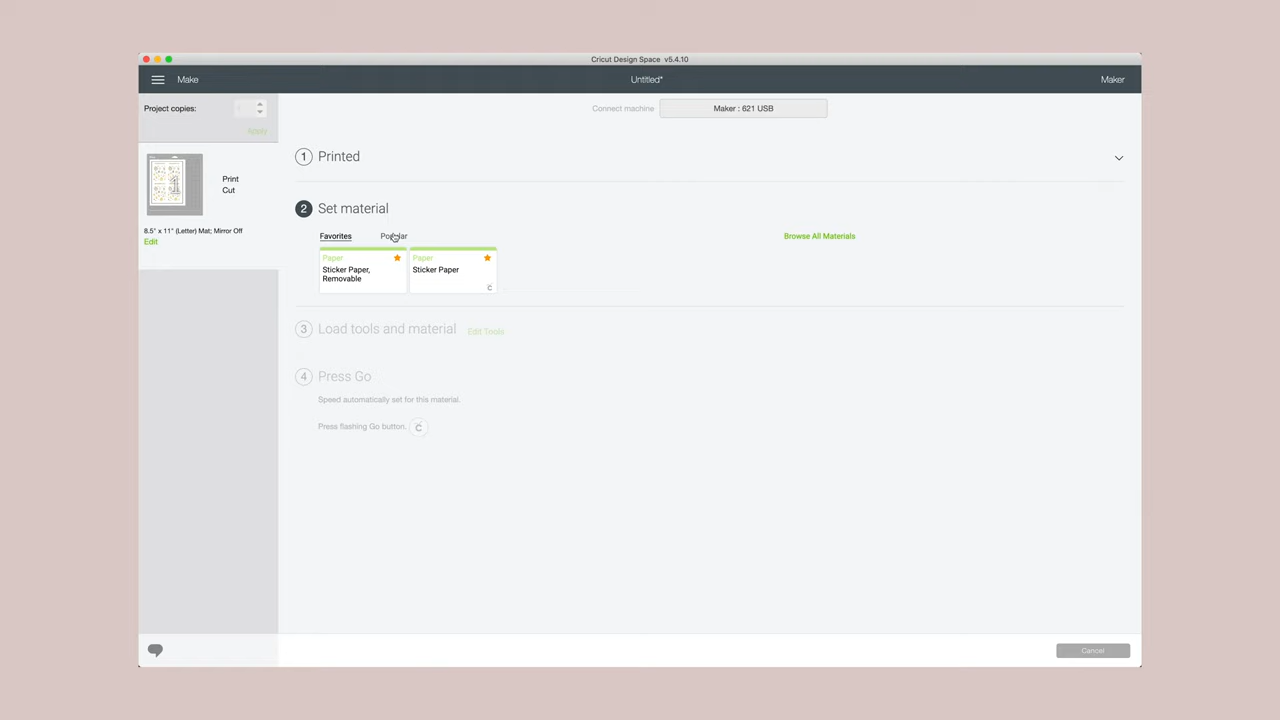 Cricut Design Space v5.4.10
Make
Untitled*
Maker
Project copies:
Apply
Connect machine
Maker : 621 USB
1 Printed
Print
Cut
8.5" x 11" (Letter) Mat; Mirror Off
Edit
2 Set material
Favorites
Popular
Browse All Materials
Paper
Sticker Paper,
Removable
Paper
Sticker Paper
3 Load tools and material
Edit Tools
4 Press Go
Speed automatically set for this material.
Press flashing Go button.
Cancel